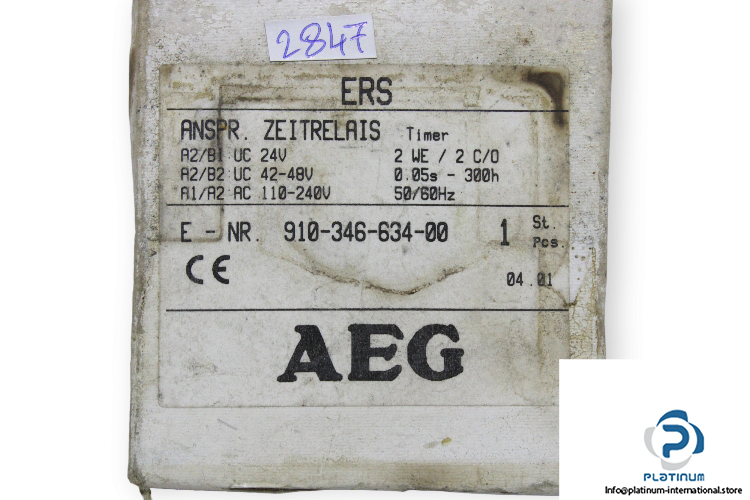 2847
ERS
ANSPR. ZEITRELAIS Timer
A2/B1 UC 24V 2 WE / 2 C/O
A2/B2 UC 42-48V 0.05s - 300h
A1/A2 AC 110-240V 50/60Hz
E - NR. 910-346-634-00 1 St.
Pcs.
CE 04.01
AEG
PLATINUM
Info@platinum-international.store